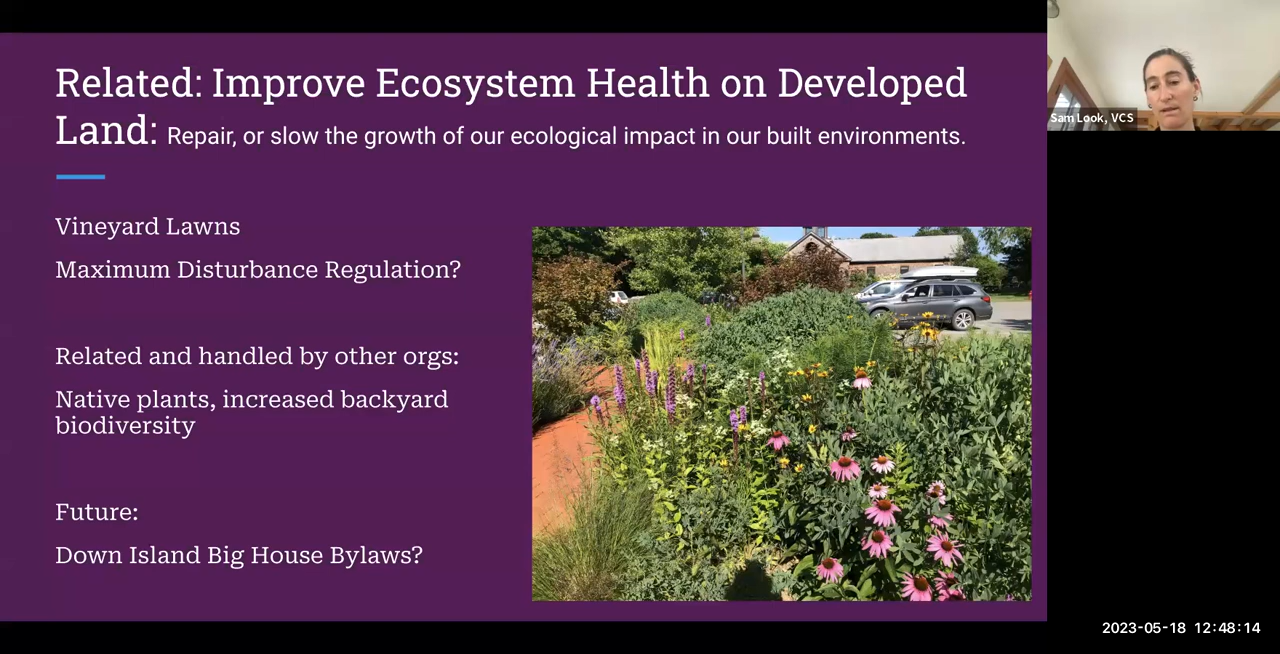 Related: Improve Ecosystem Health on Developed
Land: Repair, or slow the growth of our ecological impact in our built environments.
Sam Look, VCS
Vineyard Lawns
Maximum Disturbance Regulation?
Related and handled by other orgs:
Native plants, increased backyard
biodiversity
Future:
Down Island Big House Bylaws?
2023-05-18 12:48:14